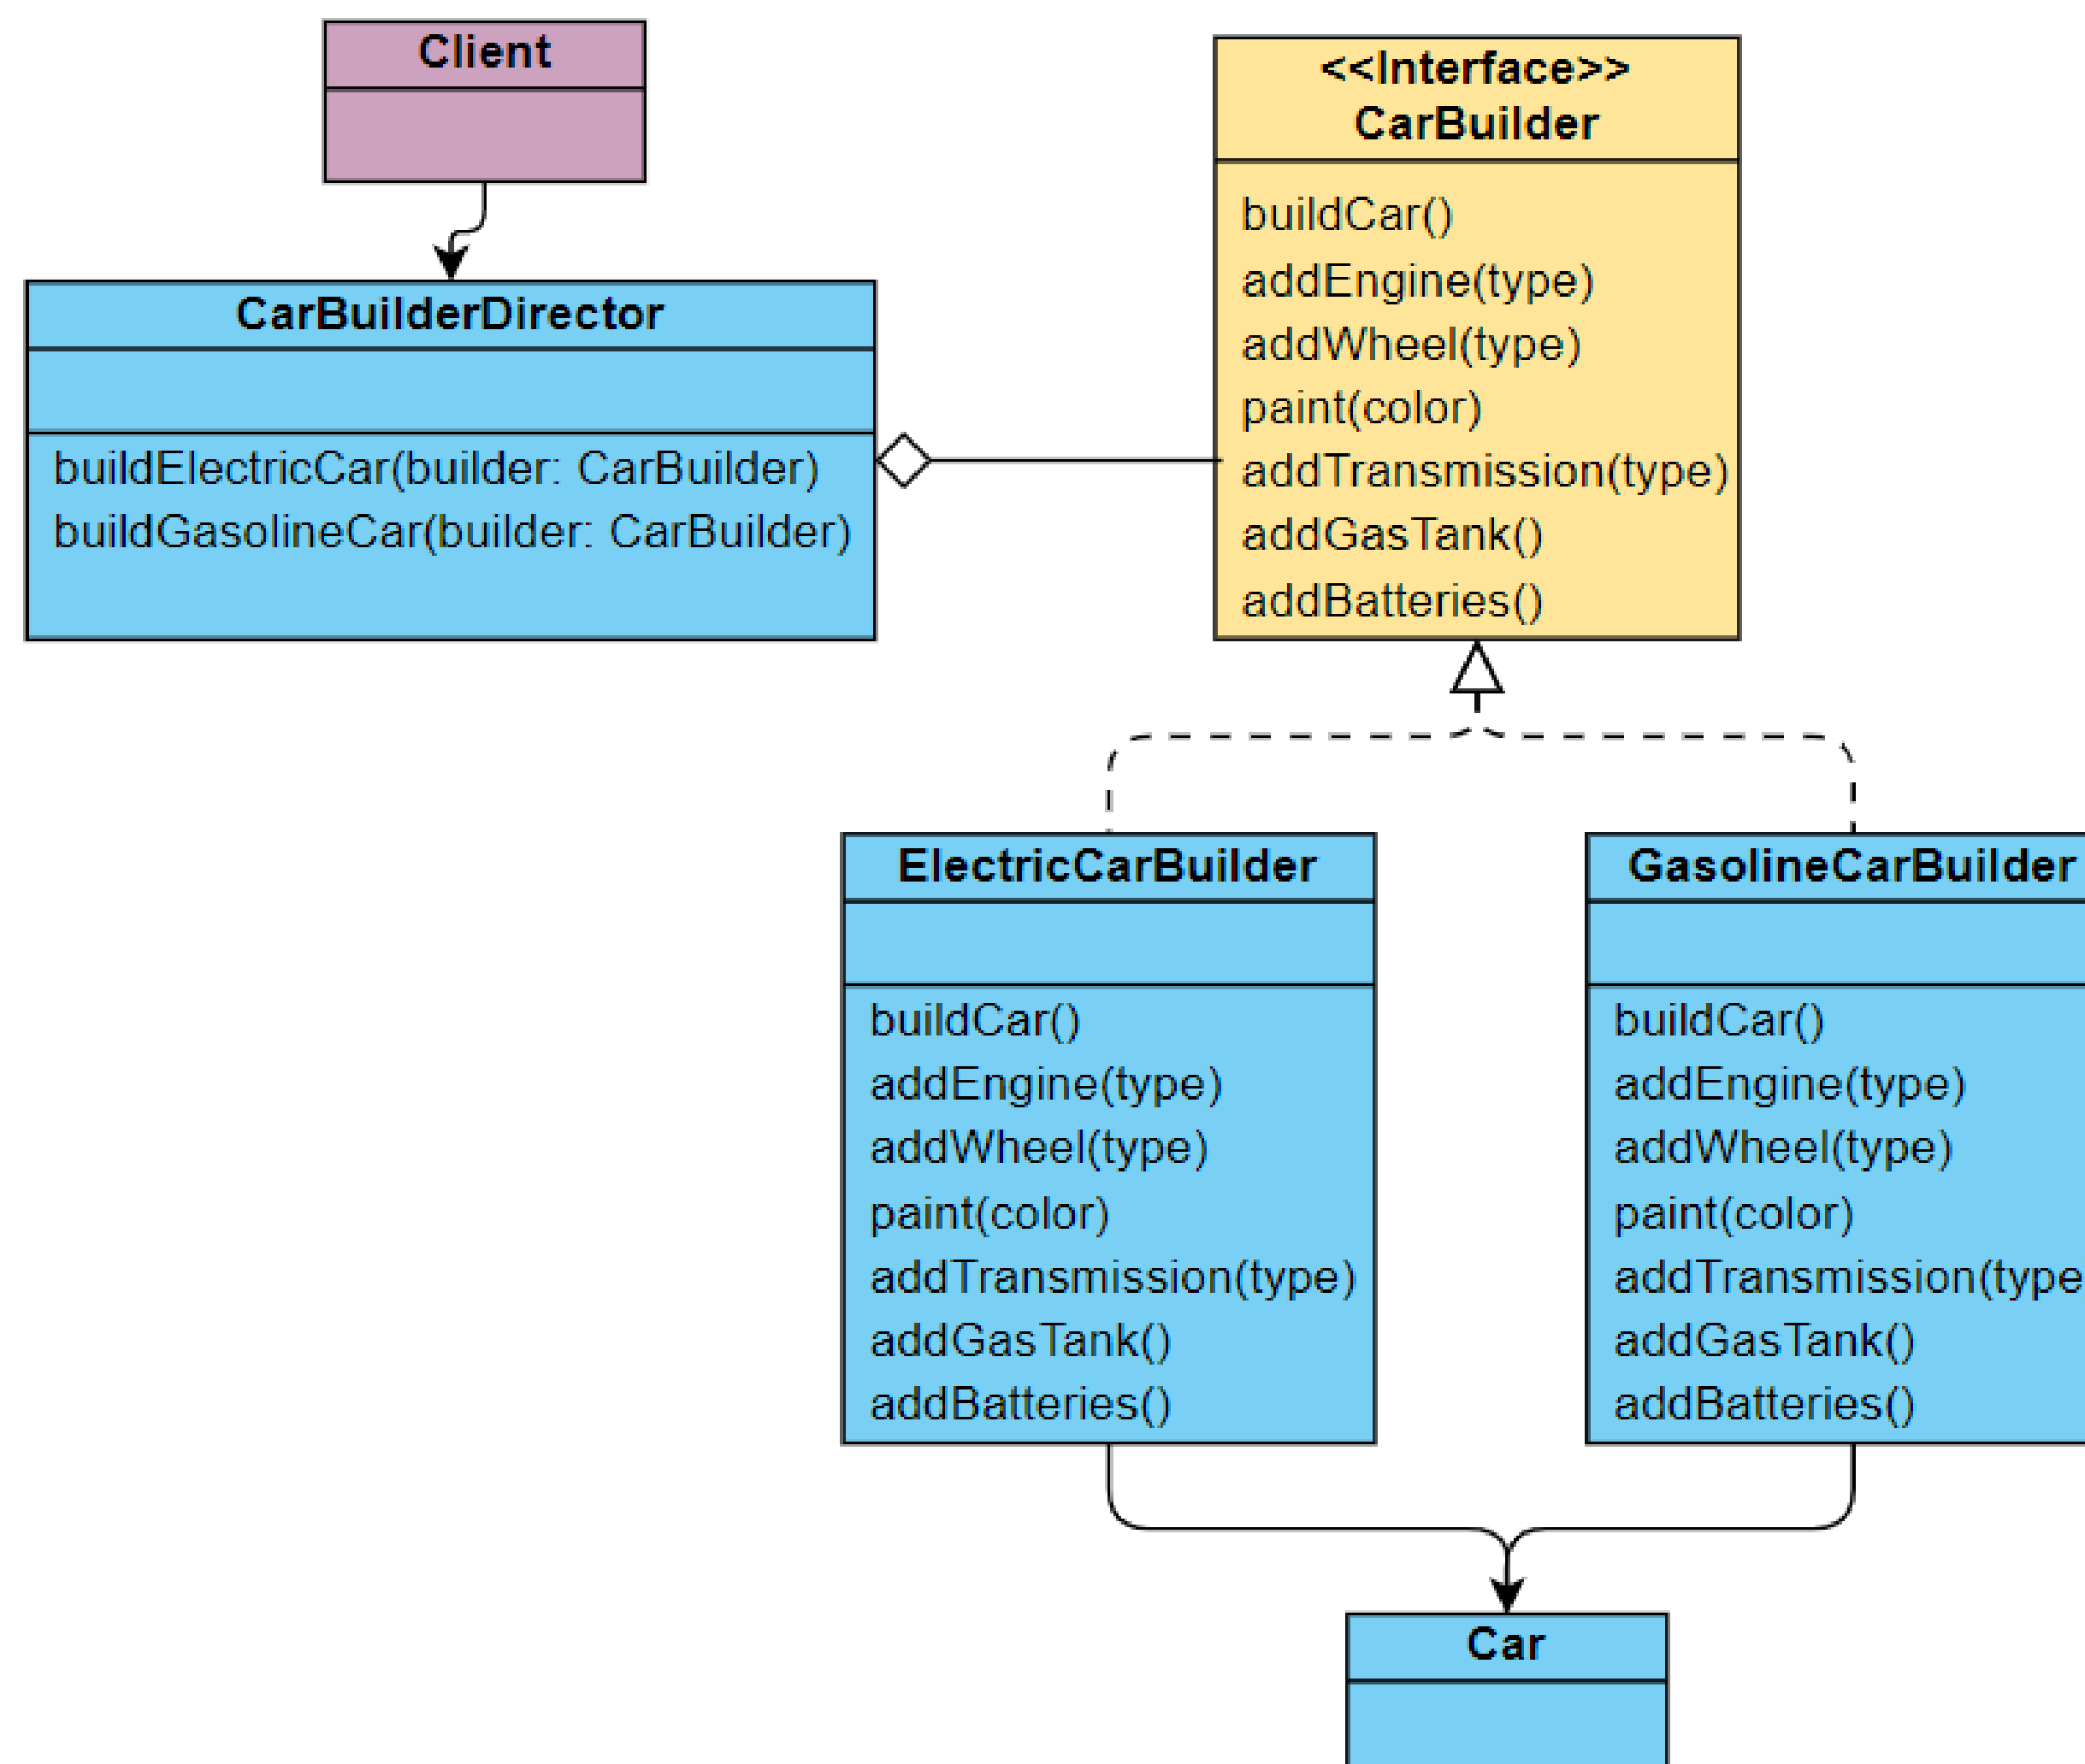 Client
<<Interface>>
CarBuilder
buildCar()
addEngine(type)
addWheel(type)
paint(color)
addTransmission(type)
addGasTank()
addBatteries()
CarBuilderDirector
buildElectricCar(builder: CarBuilder)
buildGasolineCar(builder: CarBuilder)
ElectricCarBuilder
buildCar()
addEngine(type)
addWheel(type)
paint(color)
addTransmission(type)
addGasTank()
addBatteries()
GasolineCarBuilder
buildCar()
addEngine(type)
addWheel(type)
paint(color)
addTransmission(type
addGasTank()
addBatteries()
Car